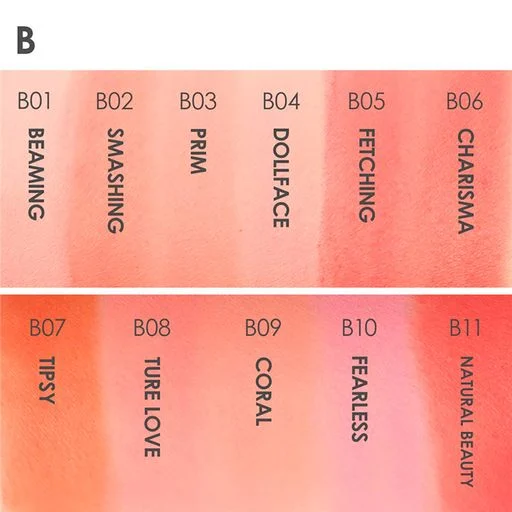 B
B01 B02 B03 B04 B05 B06
BEAMING
SMASHING
PRIM
DOLLFACE
FETCHING
CHARISMA
B07 B08 B09 B10 B11
TIPSY
TURE LOVE
CORAL
FEARLESS
NATURAL BEAUTY